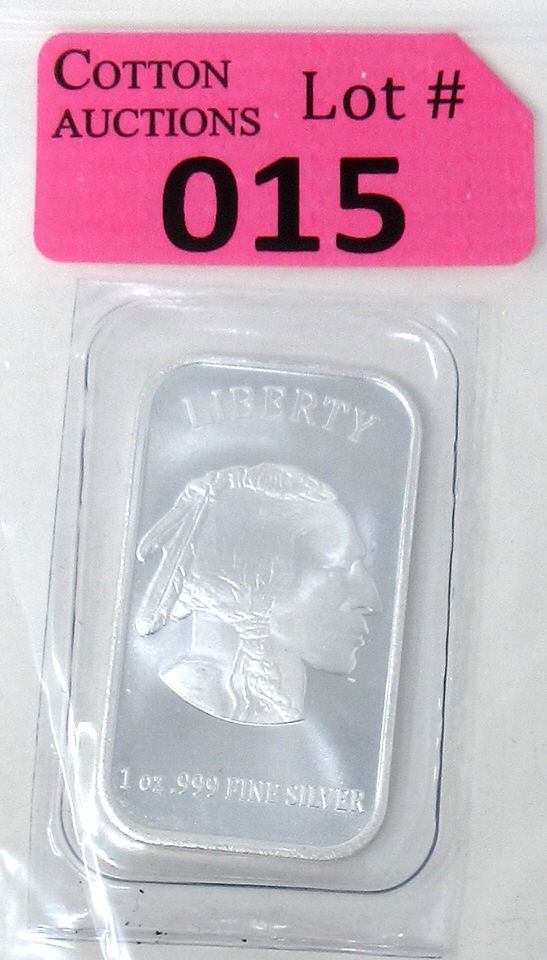 COTTON
AUCTIONS
Lot #
015
LIBERTY
1 oz .999 FINE SILVER